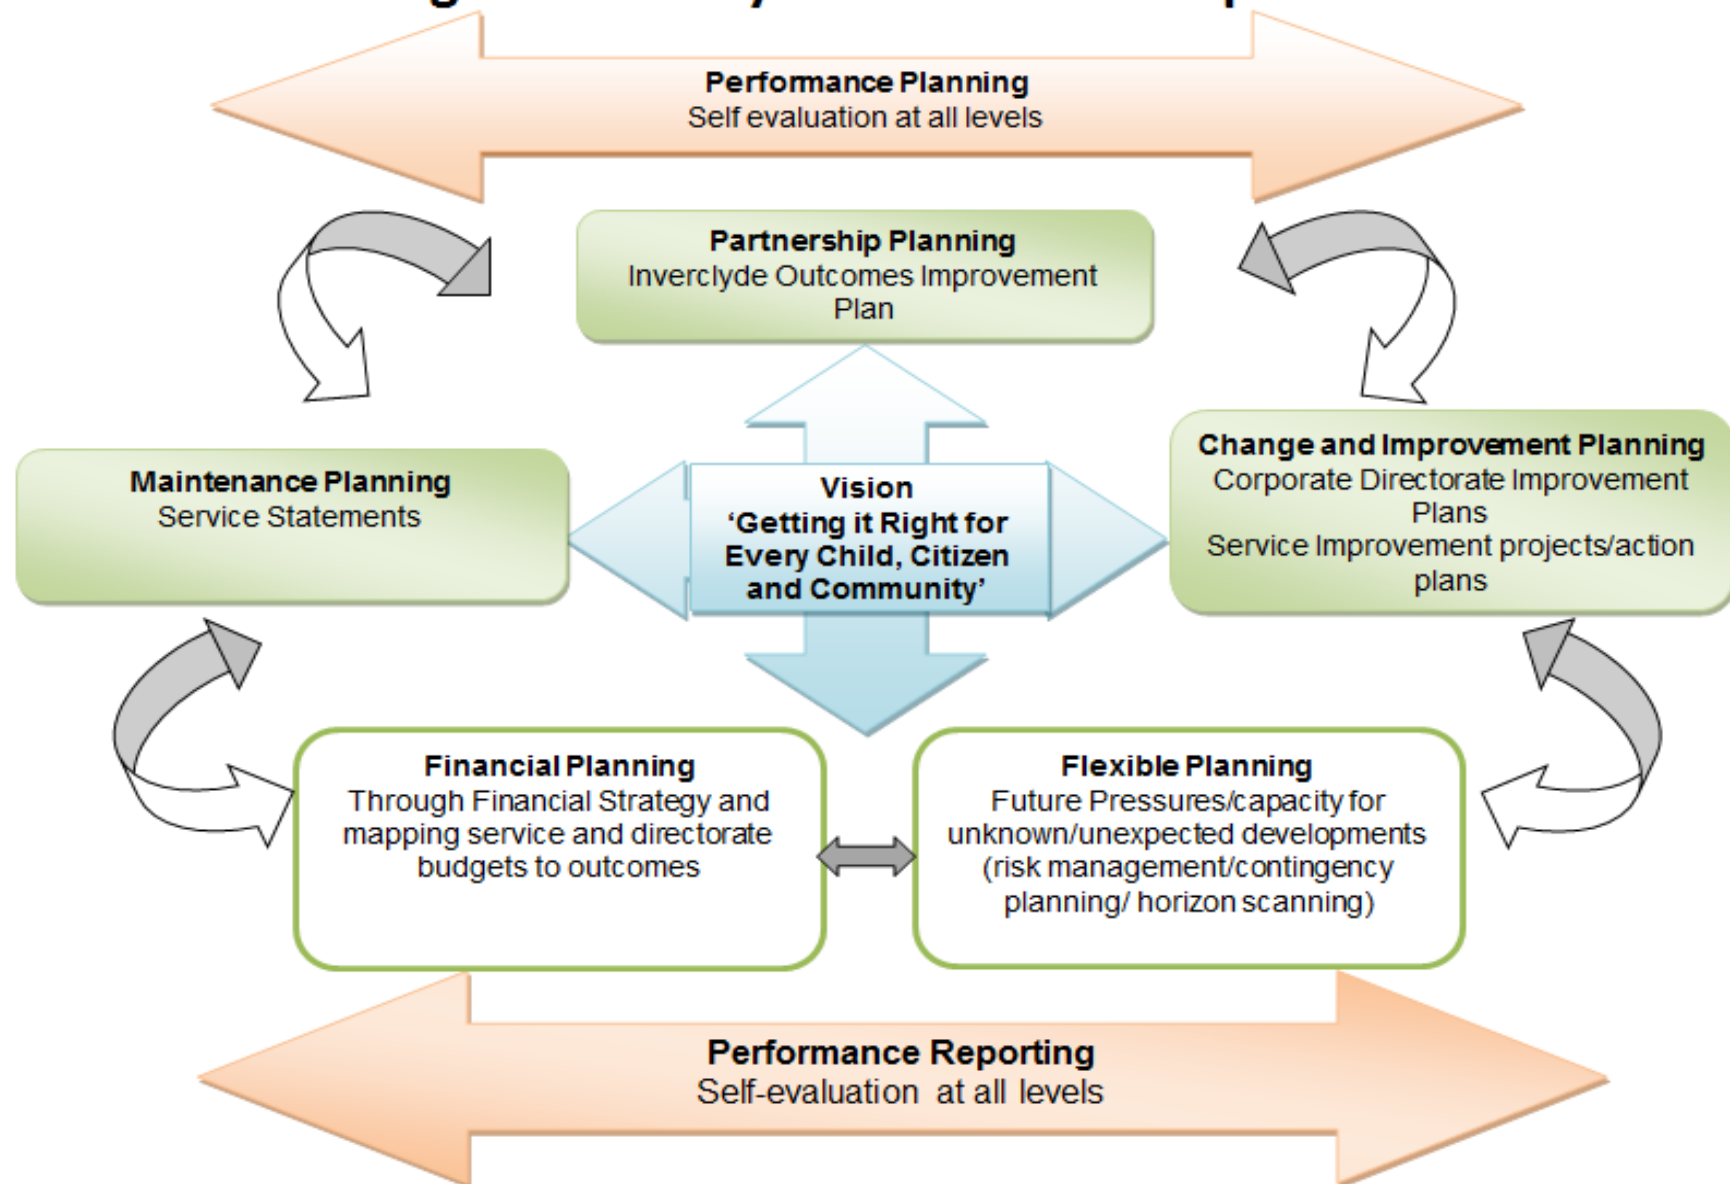 Performance Planning
Self evaluation at all levels
Partnership Planning
Inverclyde Outcomes Improvement
Plan
Maintenance Planning
Service Statements
Vision
‘Getting it Right for
Every Child, Citizen
and Community’
Change and Improvement Planning
Corporate Directorate Improvement
Plans
Service Improvement projects/action
plans
Financial Planning
Through Financial Strategy and
mapping service and directorate
budgets to outcomes
Flexible Planning
Future Pressures/capacity for
unknown/unexpected developments
(risk management/contingency
planning/ horizon scanning)
Performance Reporting
Self-evaluation at all levels